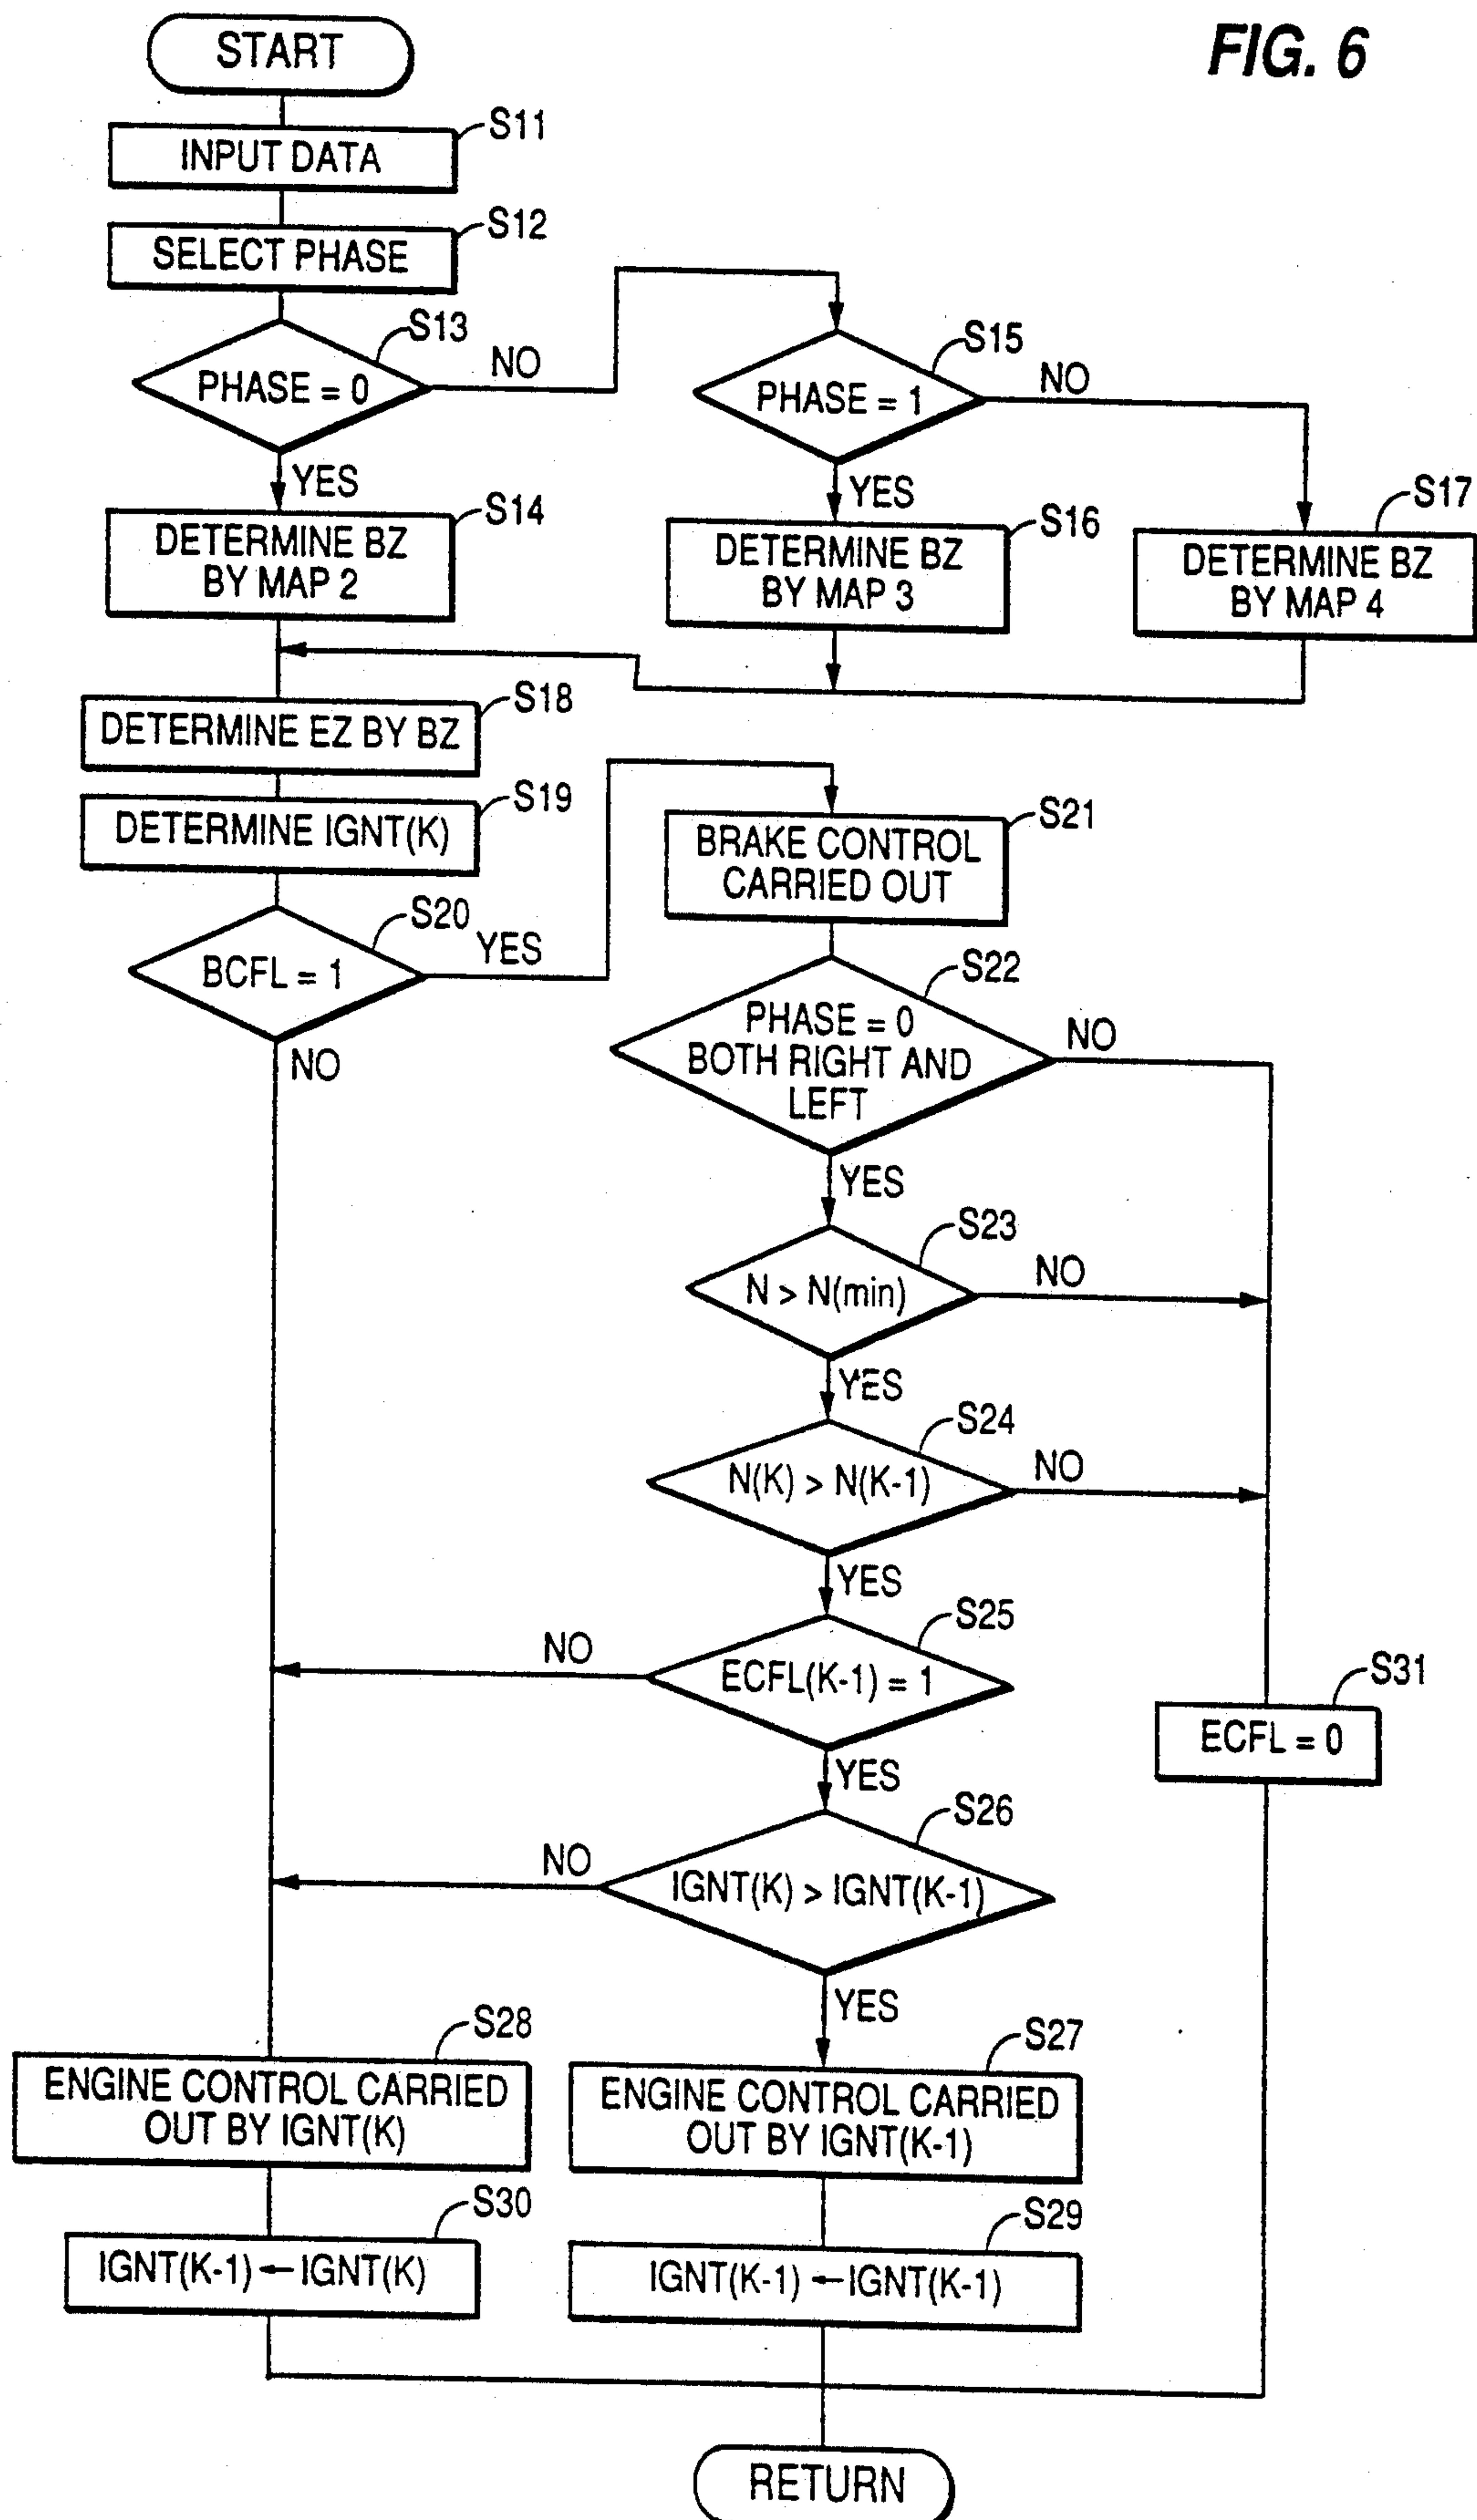 FIG. 6
START
S11
INPUT DATA
S12
SELECT PHASE
S13
PHASE = 0
NO
YES
S15
PHASE = 1
NO
YES
S14
DETERMINE BZ
BY MAP 2
S16
DETERMINE BZ
BY MAP 3
S17
DETERMINE BZ
BY MAP 4
S18
DETERMINE EZ BY BZ
S19
DETERMINE IGNT(K)
S20
BCFL = 1
YES
NO
S21
BRAKE CONTROL
CARRIED OUT
S22
PHASE = 0
BOTH RIGHT AND
LEFT
NO
YES
S23
N > N(min)
NO
YES
S24
N(K) > N(K-1)
NO
YES
S25
ECFL(K-1) = 1
NO
YES
S31
ECFL = 0
S26
IGNT(K) > IGNT(K-1)
NO
YES
S28
ENGINE CONTROL CARRIED
OUT BY IGNT(K)
S27
ENGINE CONTROL CARRIED
OUT BY IGNT(K-1)
S30
IGNT(K-1) ← IGNT(K)
S29
IGNT(K-1) ← IGNT(K-1)
RETURN